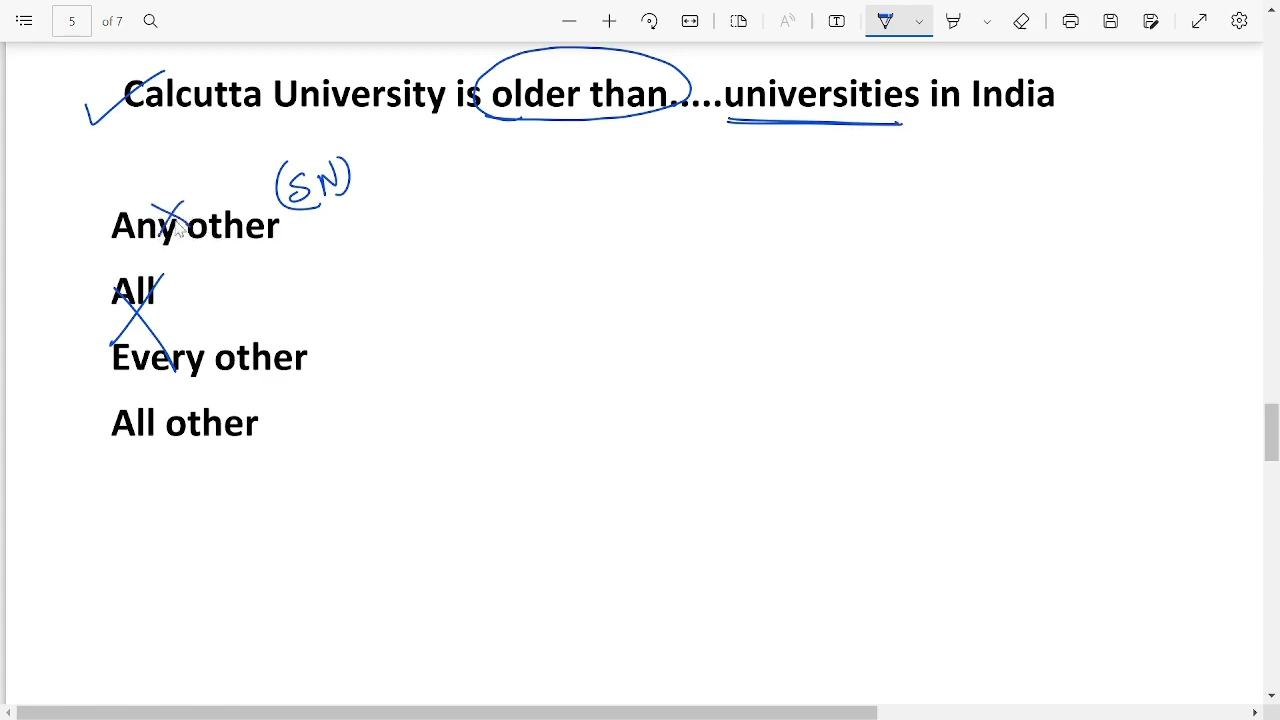 5 of 7
Calcutta University is older than.....universities in India
(SN)
Any other
All
Every other
All other